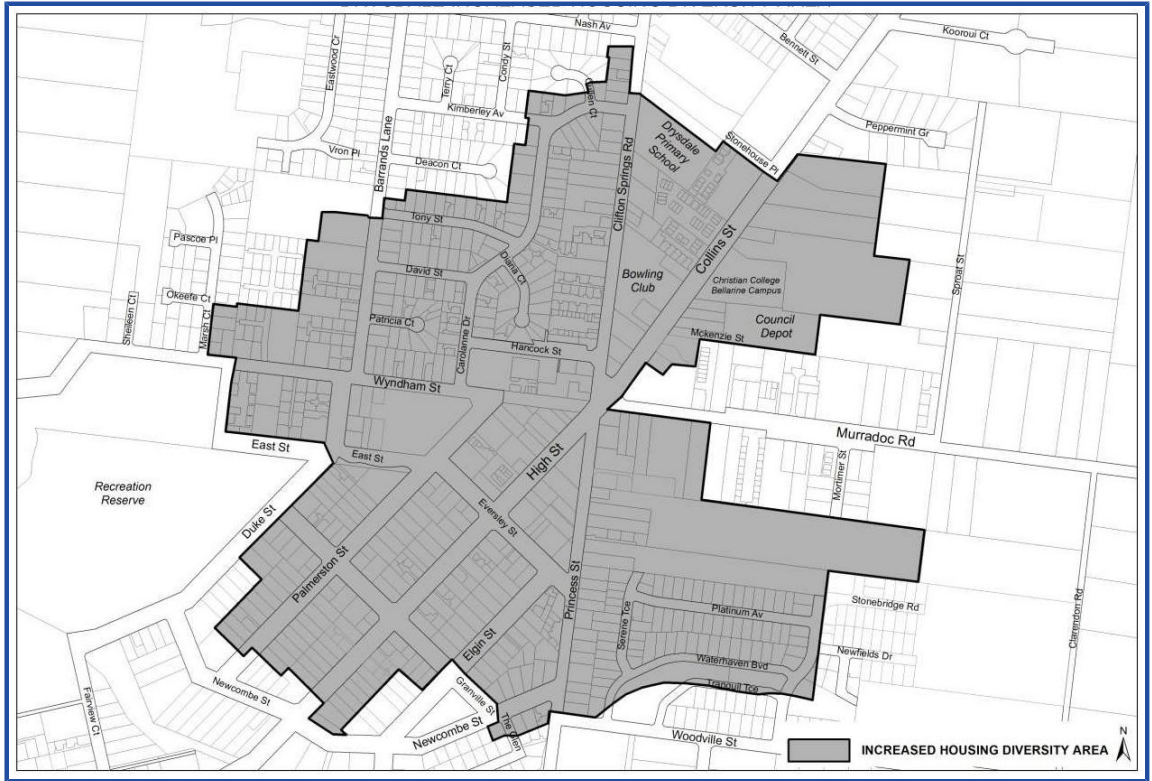 DRYSDALE INCREASED HOUSING DIVERSITY AREA
Nash Av
Bennett St
Kooroui Ct
Eastwood Cr
Terry Ct
Condy St
Kimberley Av
Peppermint Gr
Stonehouse Pl
Drysdale
Primary
School
Vron Pl
Deacon Ct
Barrands Lane
Clifton Springs Rd
Tony St
Pascoe Pl
Collins St
David St
Diana Ct
Bowling
Club
Christian College
Bellarine Campus
Sproat St
Okeefe Ct
Marsh Ct
Patricia Ct
Council
Depot
Carolanne Dr
Mckenzie St
Hancock St
Wyndham St
East St
East St
High St
Murradoc Rd
Mortimer St
Recreation
Reserve
Duke St
Eversley St
Palmerston St
Princess St
Platinum Av
Stonebridge Rd
Clarendon Rd
Serene Tce
Elgin St
Waterhaven Bvd
Newfields Dr
Tranquil Tce
Newcombe St
Granville St
Fairview Ct
The Glen
Newcombe St
Woodville St
INCREASED HOUSING DIVERSITY AREA
N